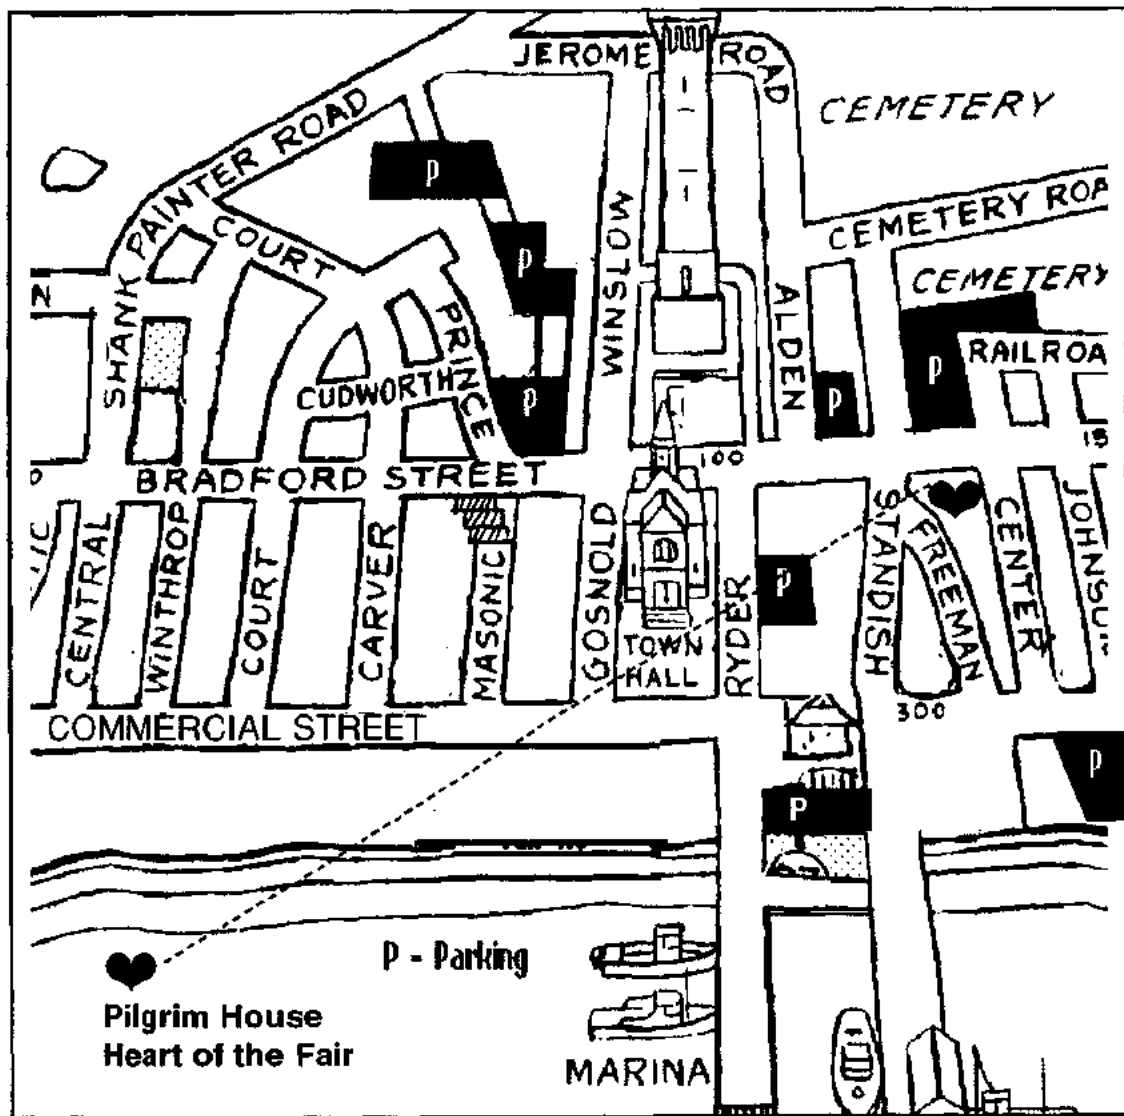 JEROME ROAD
CEMETERY
SHANK PAINTER ROAD
P
COURT
CEMETERY ROA
WINSLOW
P
CEMETERY
N
ALDEN
PRINCE
RAILROA
P
CUDWORTH
P
P
100
BRADFORD STREET
CENTRAL
WINTHROP
COURT
CARVER
MASONIC
GOSNOLD
TOWN
HALL
RYDER
P
STANDISH
FREEMAN
CENTER
300
COMMERCIAL STREET
P
P
P - Parking
Pilgrim House
Heart of the Fair
MARINA